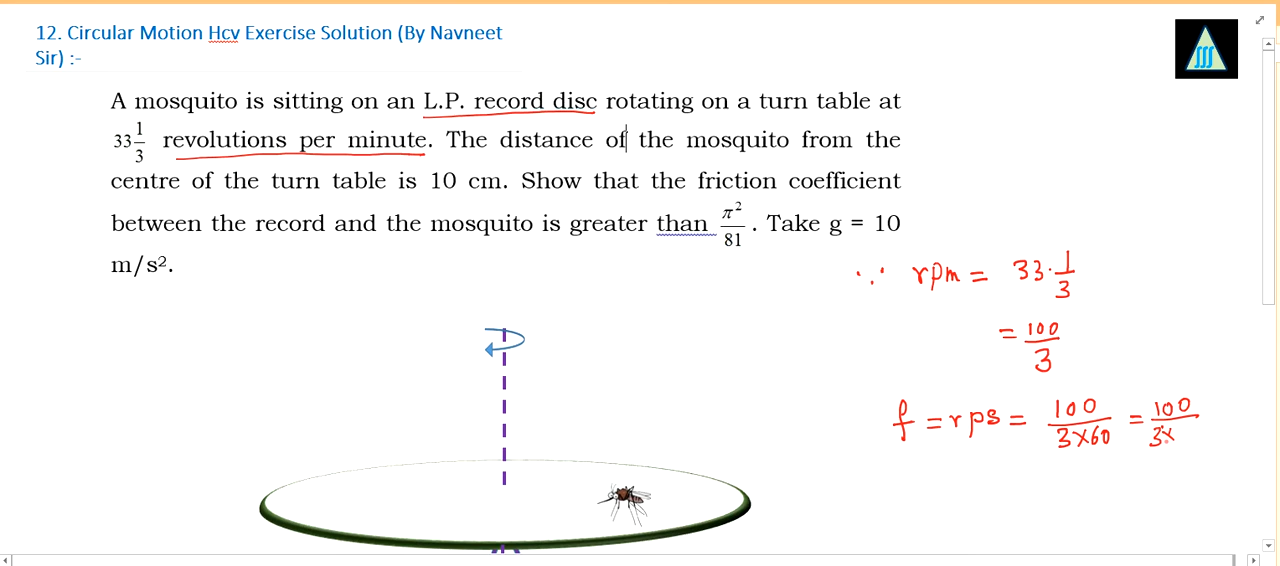 12. Circular Motion Hcv Exercise Solution (By Navneet
Sir) :-
A mosquito is sitting on an L.P. record disc rotating on a turn table at
33 1/3 revolutions per minute. The distance of the mosquito from the
centre of the turn table is 10 cm. Show that the friction coefficient
between the record and the mosquito is greater than π²/81. Take g = 10
m/s².
∵ rpm = 33·1/3
= 100/3
f = rps = 100/3×60 = 100/3×